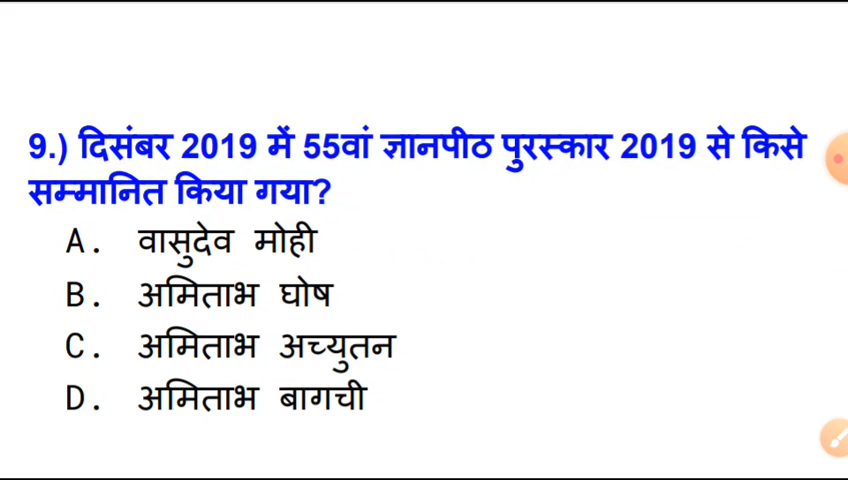 9.) दिसंबर 2019 में 55वां ज्ञानपीठ पुरस्कार 2019 से किसे
सम्मानित किया गया?
A. वासुदेव मोही
B. अमिताभ घोष
C. अमिताभ अच्युतन
D. अमिताभ बागची